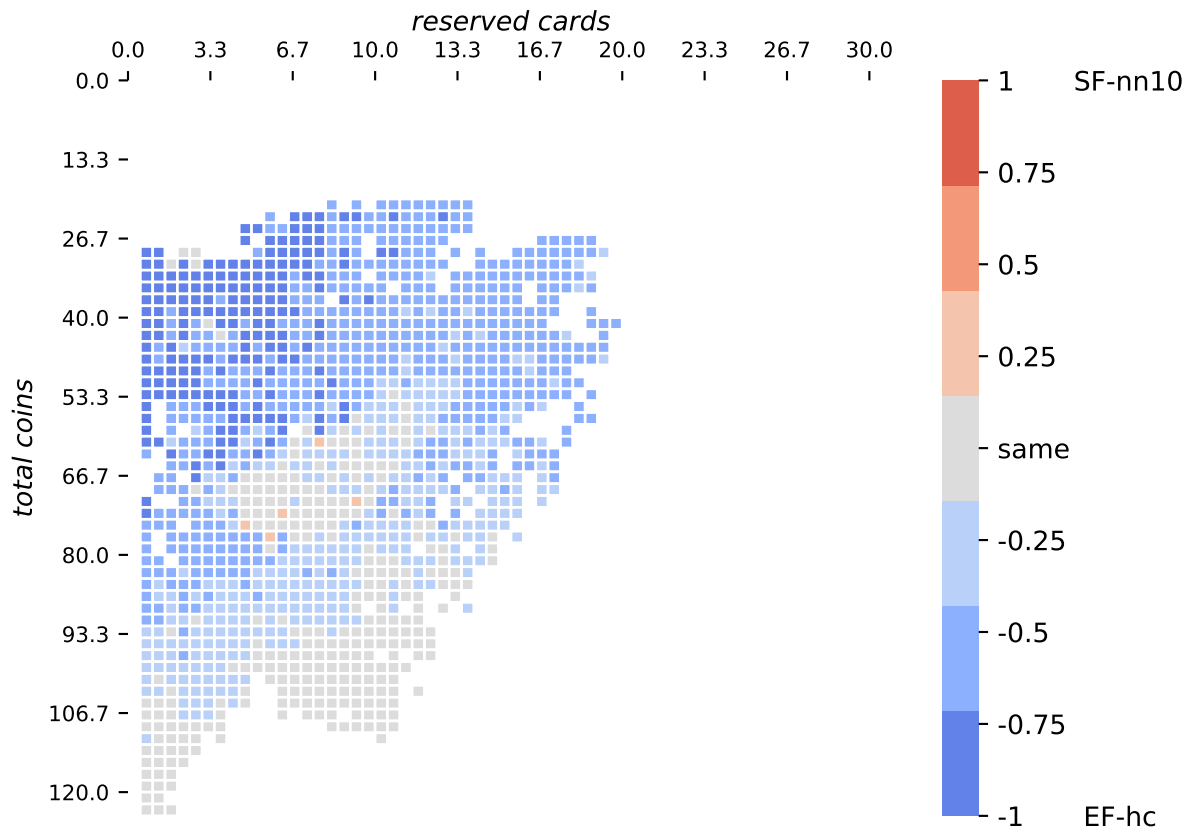 reserved cards
0.0 3.3 6.7 10.0 13.3 16.7 20.0 23.3 26.7 30.0
total coins
0.0
13.3
26.7
40.0
53.3
66.7
80.0
93.3
106.7
120.0
1 SF-nn10
0.75
0.5
0.25
same
-0.25
-0.5
-0.75
-1 EF-hc